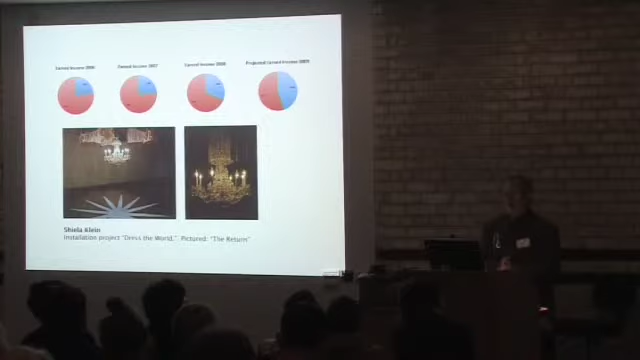 Earned Income 2006
Earned Income 2007
Earned Income 2008
Projected Earned Income 2009
Shiela Klein
Installation project "Dress the World." Pictured: "The Return"